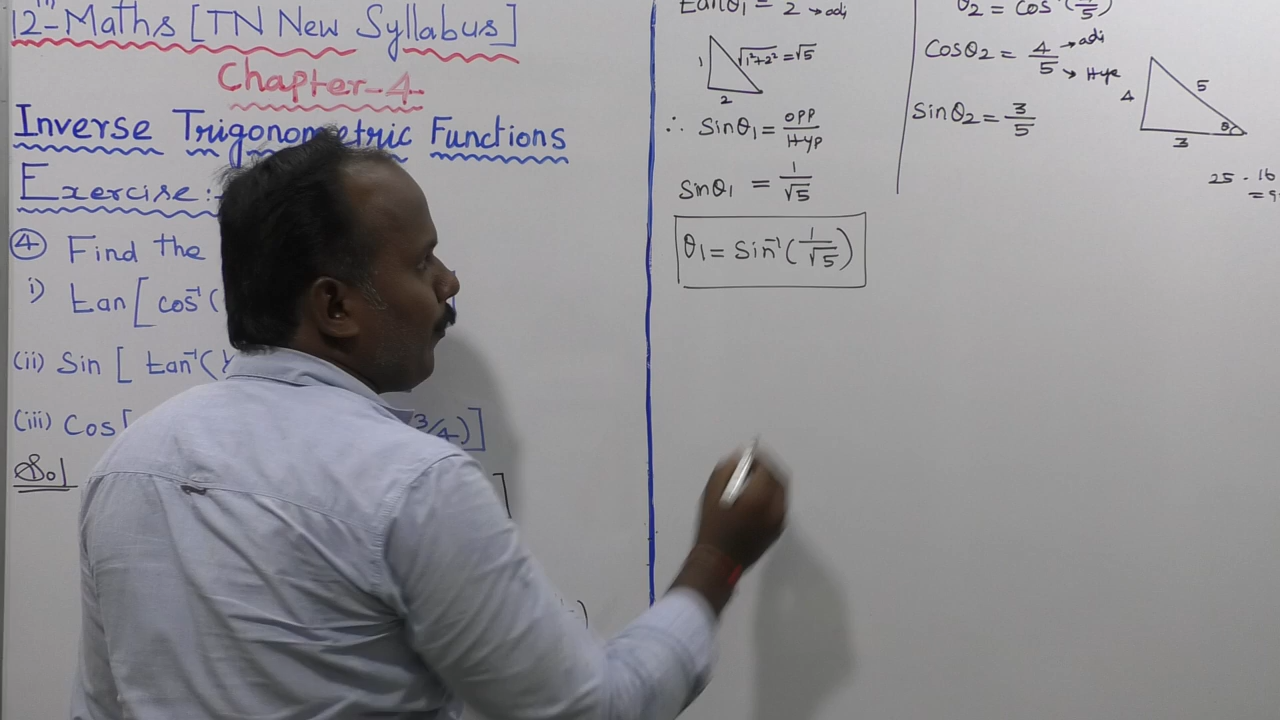 12-Maths [TN New Syllabus]
Chapter-4
Inverse Trigonometric Functions
Exercise:-
④ Find the
i) tan[cos⁻¹(
(ii) Sin [ tan⁻¹(
(iii) Cos[ 3/4)]
Sol
]
)
tanθ1 = 2 → adj
1
√1²+2² = √5
2
∴ Sinθ1 = opp/Hyp
Sinθ1 = 1/√5
θ1 = Sin⁻¹(1/√5)
θ2 = Cos⁻¹(4/5)
Cosθ2 = 4/5 → adj → Hyp
Sinθ2 = 3/5
4
5
θ2
3
25 - 16
= 9